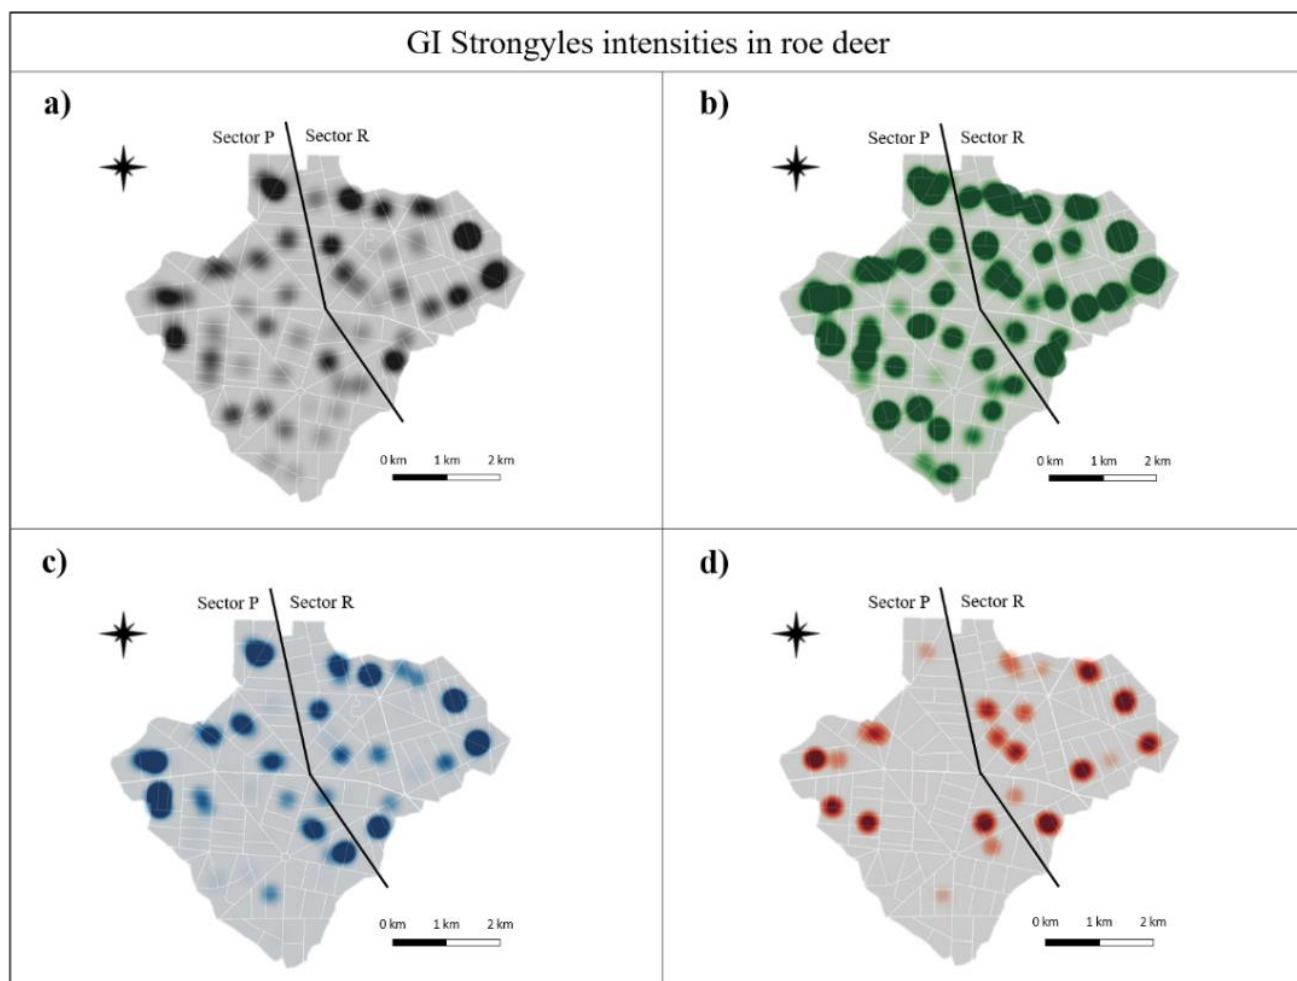 GI Strongyles intensities in roe deer
a)
Sector P
Sector R
0 km 1 km 2 km
b)
Sector P
Sector R
0 km 1 km 2 km
c)
Sector P
Sector R
0 km 1 km 2 km
d)
Sector P
Sector R
0 km 1 km 2 km